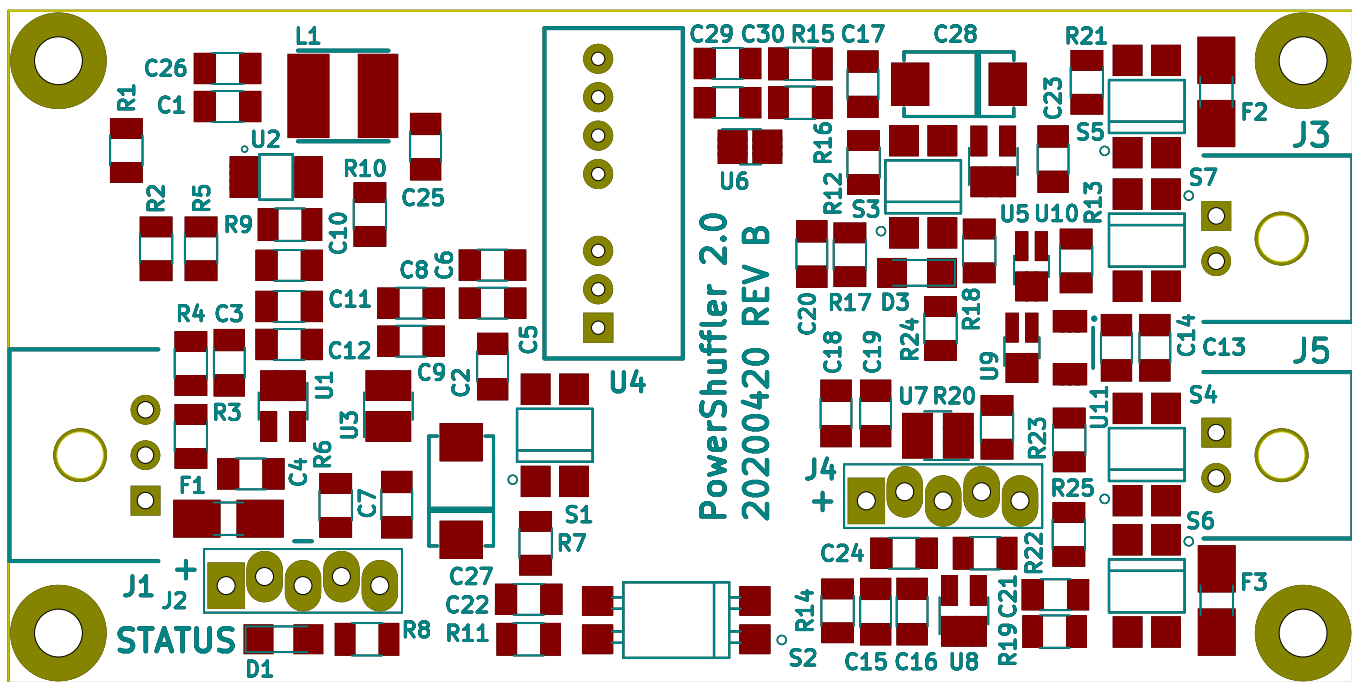 L1
C26
C1
R1
U2
R10
C25
R2
R5
R9
C10
C6
C8
C11
C12
C9
C5
C2
R4
C3
R3
U1
U3
R6
C4
F1
C7
J1
+
−
J2
STATUS
D1
R8
C27
C22
R11
R7
S1
U4
PowerShuffler 2.0
20200420 REV B
C29
C30
R15
C17
C28
R21
C23
S5
F2
J3
R16
U6
R12
S3
U5
U10
R13
S7
C20
R17
D3
R18
R24
C18
C19
U9
C14
C13
J5
U7
R20
R23
U11
S4
J4
+
R25
S6
C24
R22
F3
R14
C21
R19
C15
C16
U8
S2